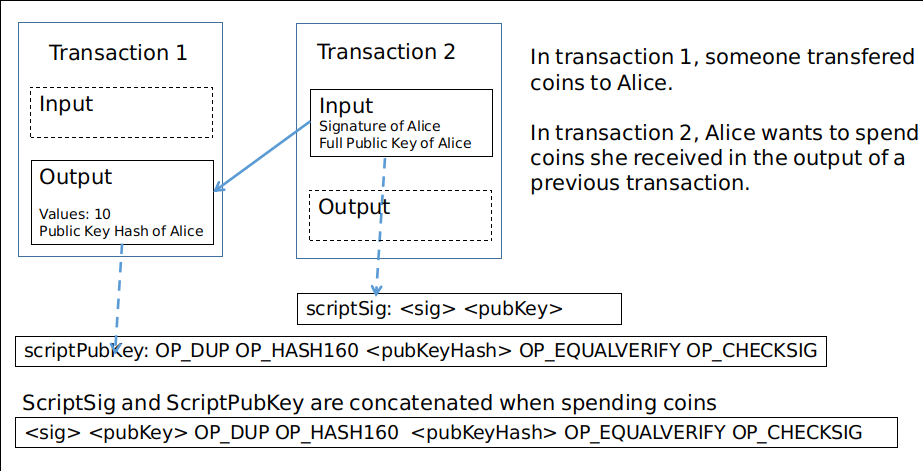 Transaction 1
Input
Output
Values: 10
Public Key Hash of Alice
Transaction 2
Input
Signature of Alice
Full Public Key of Alice
Output
In transaction 1, someone transfered
coins to Alice.
In transaction 2, Alice wants to spend
coins she received in the output of a
previous transaction.
scriptSig: <sig> <pubKey>
scriptPubKey: OP_DUP OP_HASH160 <pubKeyHash> OP_EQUALVERIFY OP_CHECKSIG
ScriptSig and ScriptPubKey are concatenated when spending coins
<sig> <pubKey> OP_DUP OP_HASH160  <pubKeyHash> OP_EQUALVERIFY OP_CHECKSIG